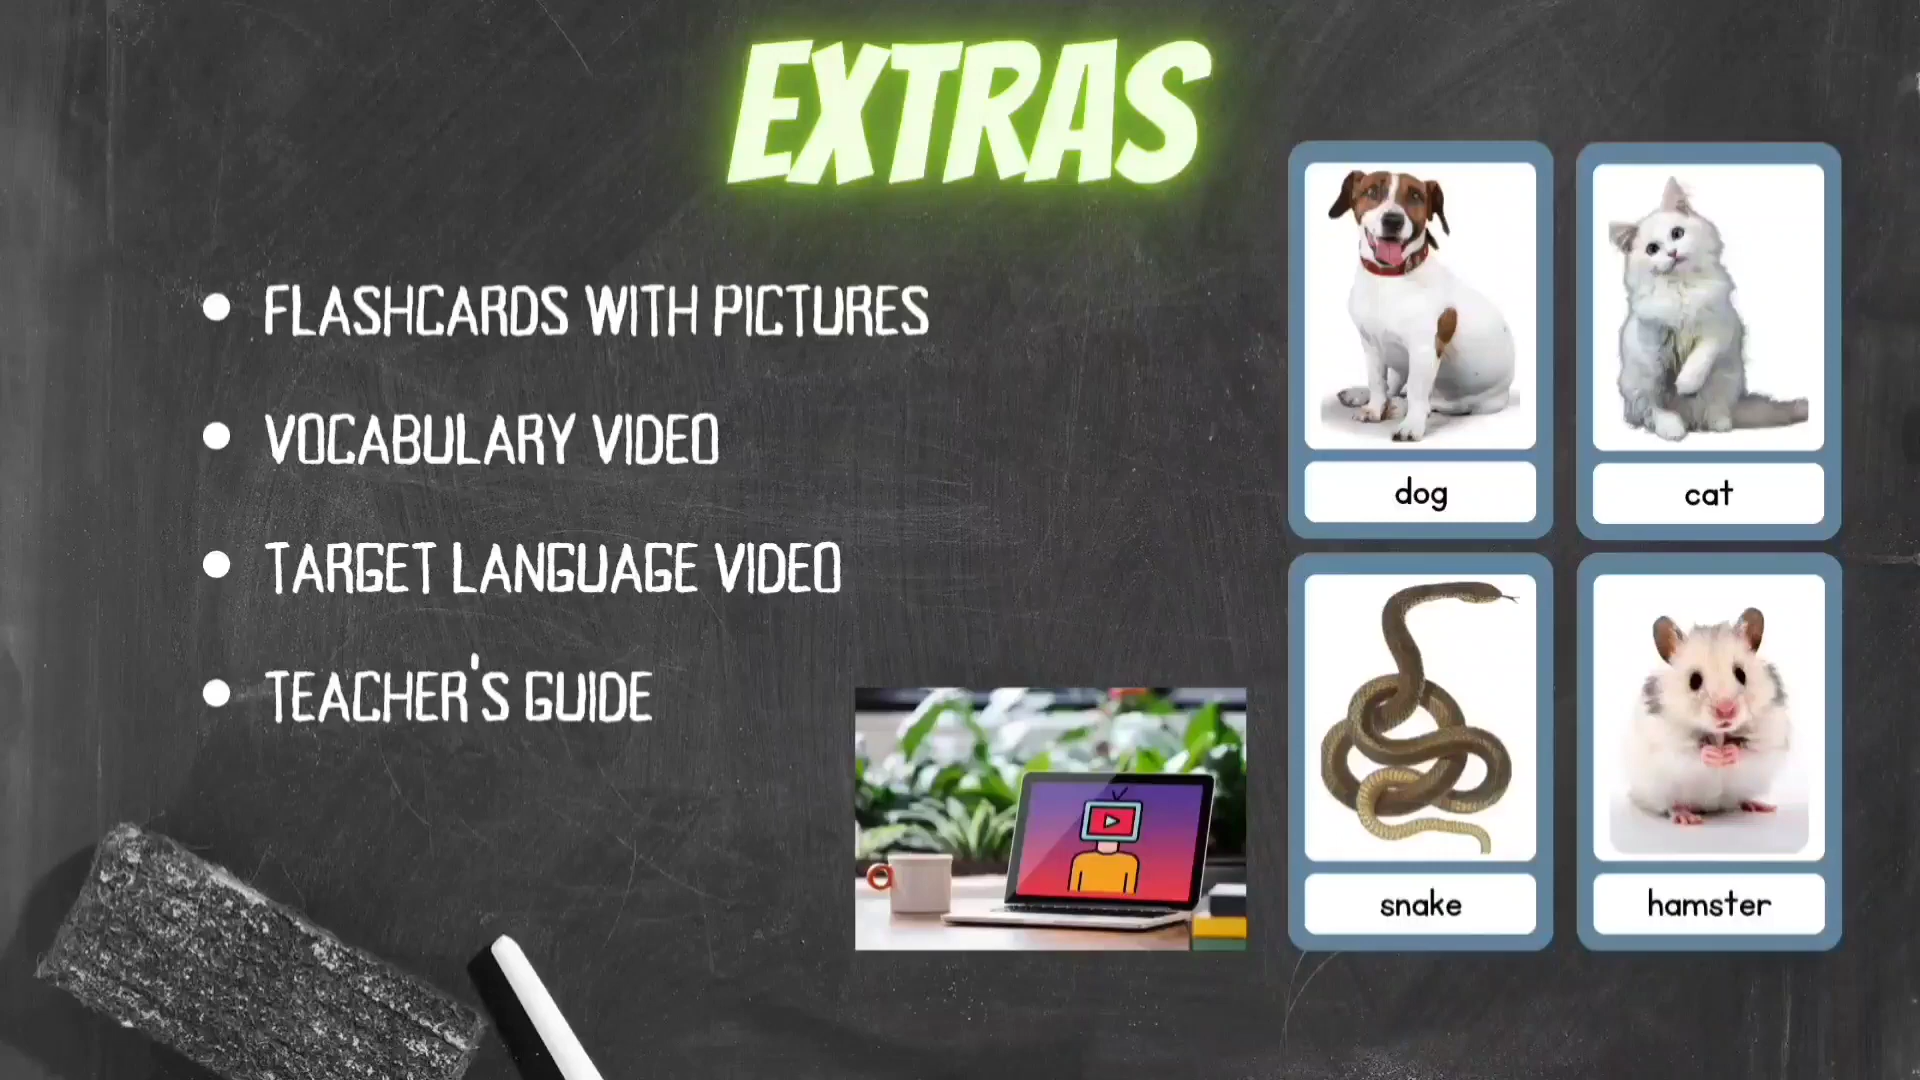 EXTRAS
FLASHCARDS WITH PICTURES
VOCABULARY VIDEO
TARGET LANGUAGE VIDEO
TEACHER'S GUIDE
dog
cat
snake
hamster